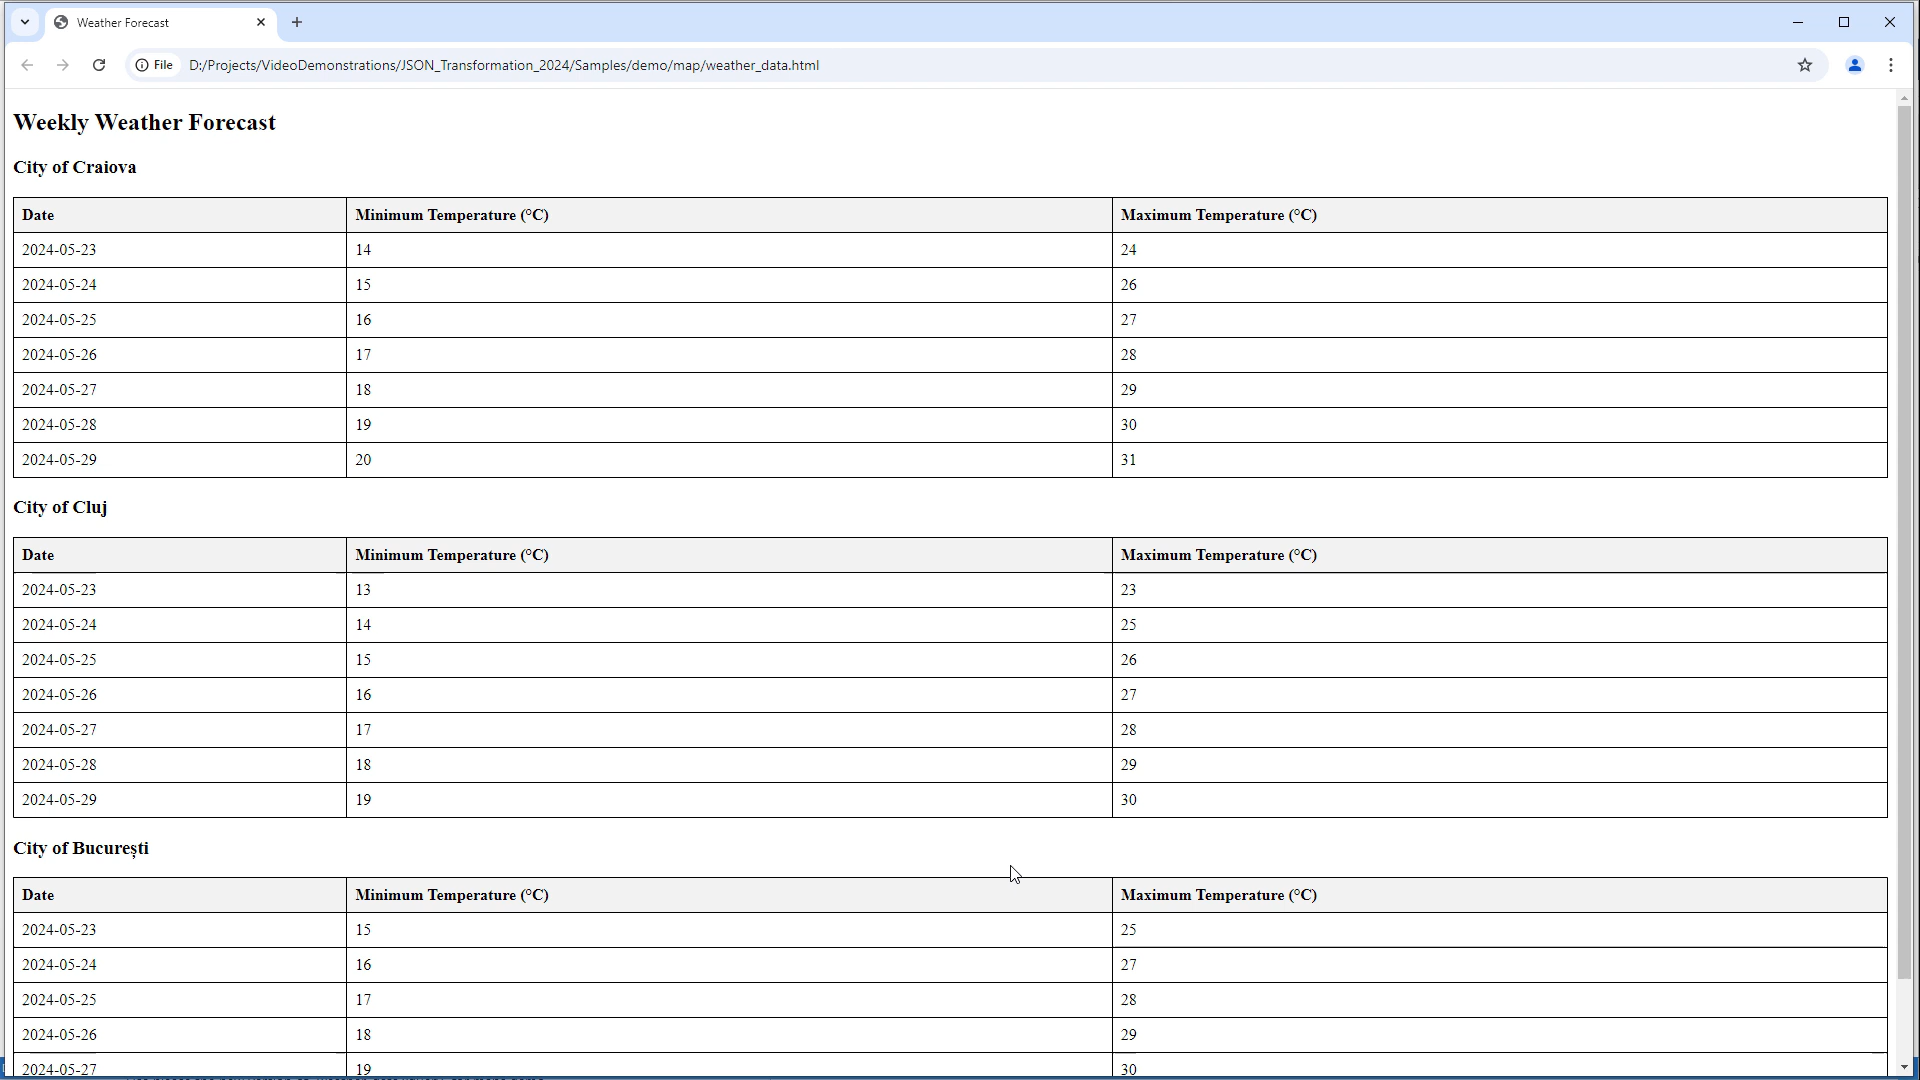 Weather Forecast
File D:/Projects/VideoDemonstrations/JSON_Transformation_2024/Samples/demo/map/weather_data.html
Weekly Weather Forecast
City of Craiova
Date Minimum Temperature (°C) Maximum Temperature (°C)
2024-05-23 14 24
2024-05-24 15 26
2024-05-25 16 27
2024-05-26 17 28
2024-05-27 18 29
2024-05-28 19 30
2024-05-29 20 31
City of Cluj
Date Minimum Temperature (°C) Maximum Temperature (°C)
2024-05-23 13 23
2024-05-24 14 25
2024-05-25 15 26
2024-05-26 16 27
2024-05-27 17 28
2024-05-28 18 29
2024-05-29 19 30
City of București
Date Minimum Temperature (°C) Maximum Temperature (°C)
2024-05-23 15 25
2024-05-24 16 27
2024-05-25 17 28
2024-05-26 18 29
2024-05-27 19 30